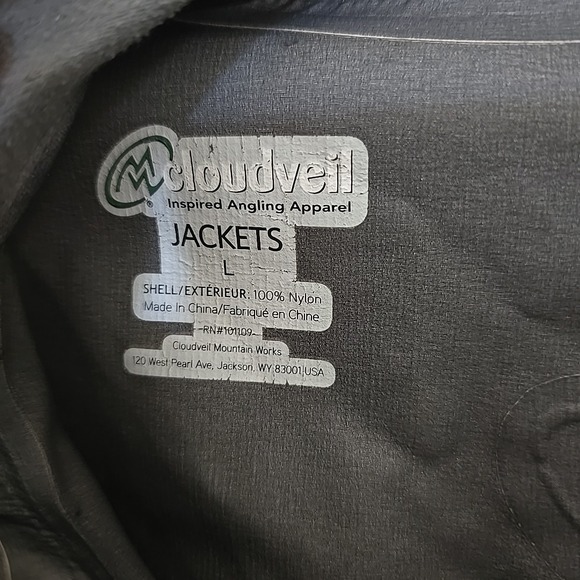 cloudveil
Inspired Angling Apparel
JACKETS
L
SHELL/EXTÉRIEUR: 100% Nylon
Made In China/Fabriqué en Chine
RN#101109
Cloudveil Mountain Works
120 West Pearl Ave, Jackson, WY 83001 USA